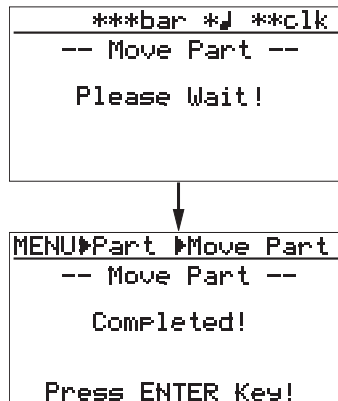 ***bar *♩ **clk
-- Move Part --
Please Wait!
MENU▶Part ▶Move Part
-- Move Part --
Completed!
Press ENTER Key!